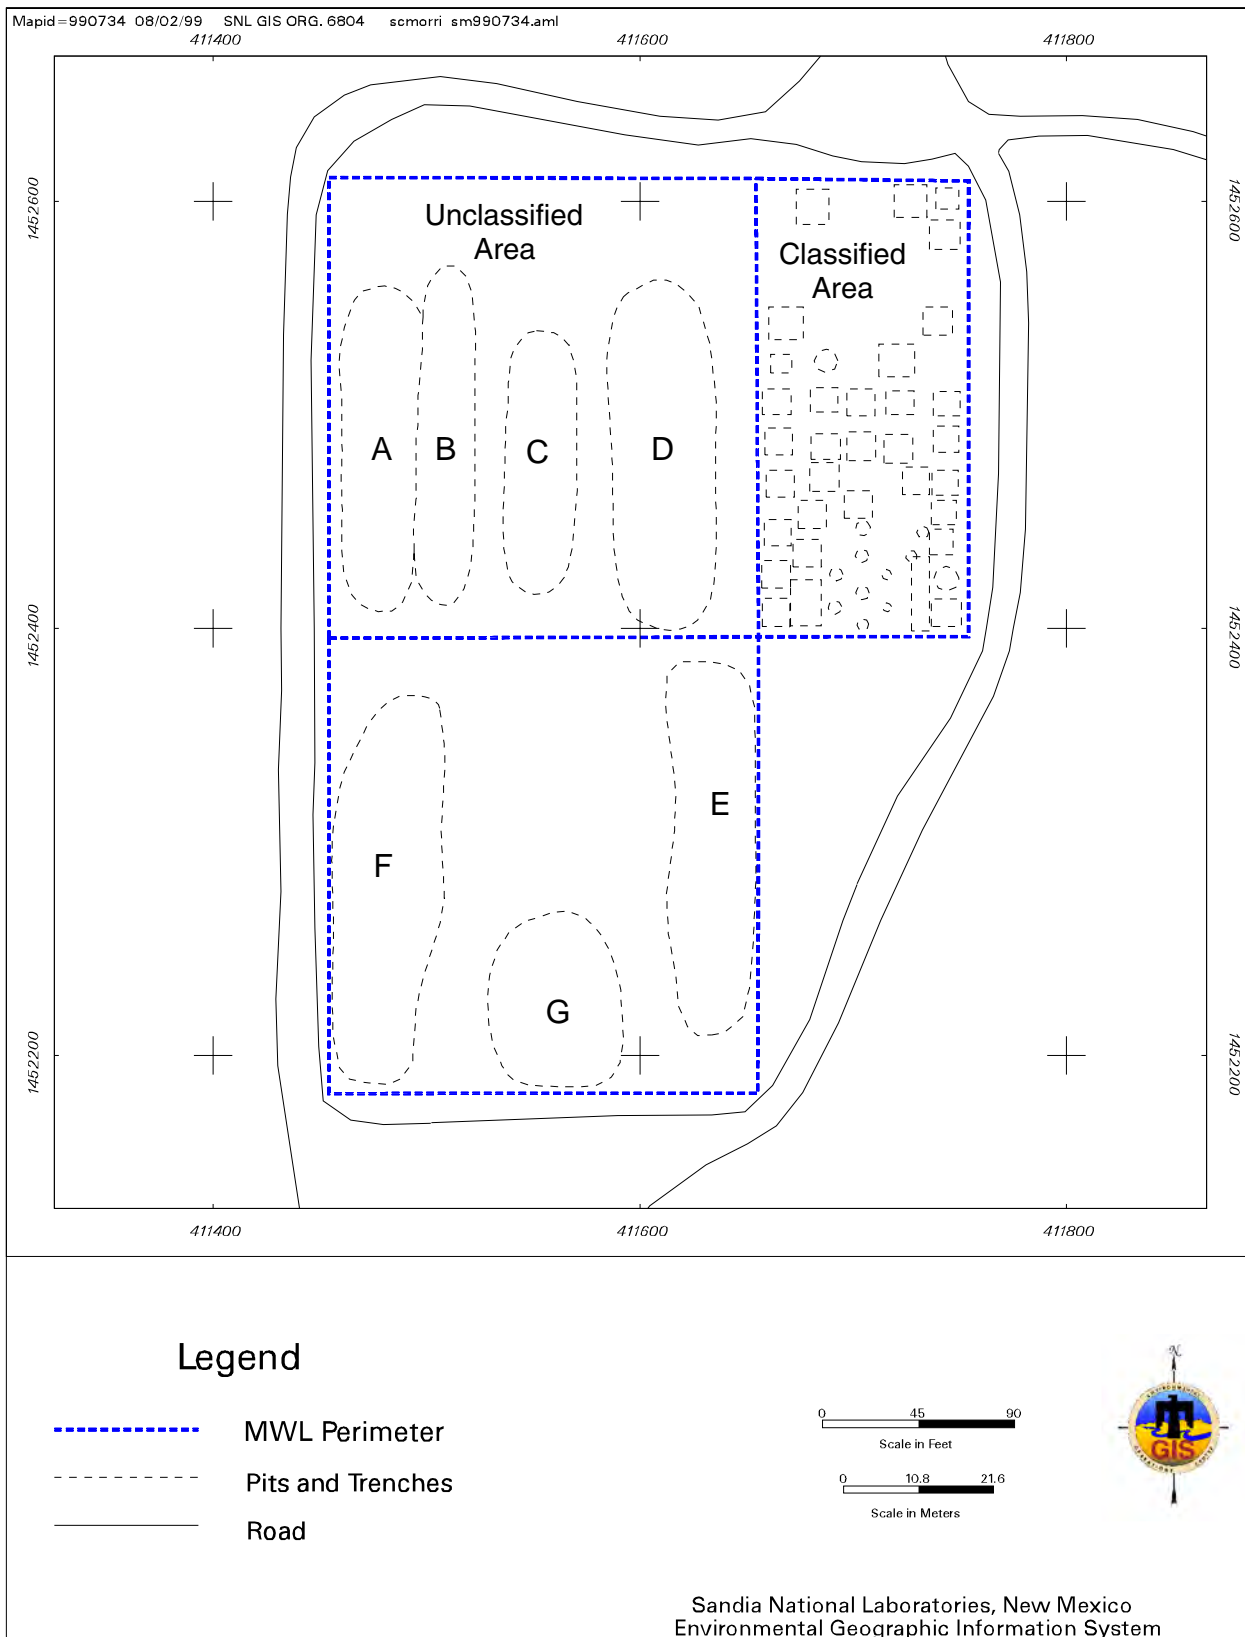 Mapid=990734 08/02/99 SNL GIS ORG. 6804 scmorri sm990734.aml
411400 411600 411800
1452600 1452600
Unclassified
Area
Classified
Area
A B C D
1452400 1452400
E
F
G
1452200 1452200
411400 411600 411800
Legend
MWL Perimeter
Pits and Trenches
Road
0 45 90
Scale in Feet
0 10.8 21.6
Scale in Meters
N
ENVIRONMENTAL
GIS
OPERATIONS CENTER
Sandia National Laboratories, New Mexico
Environmental Geographic Information System